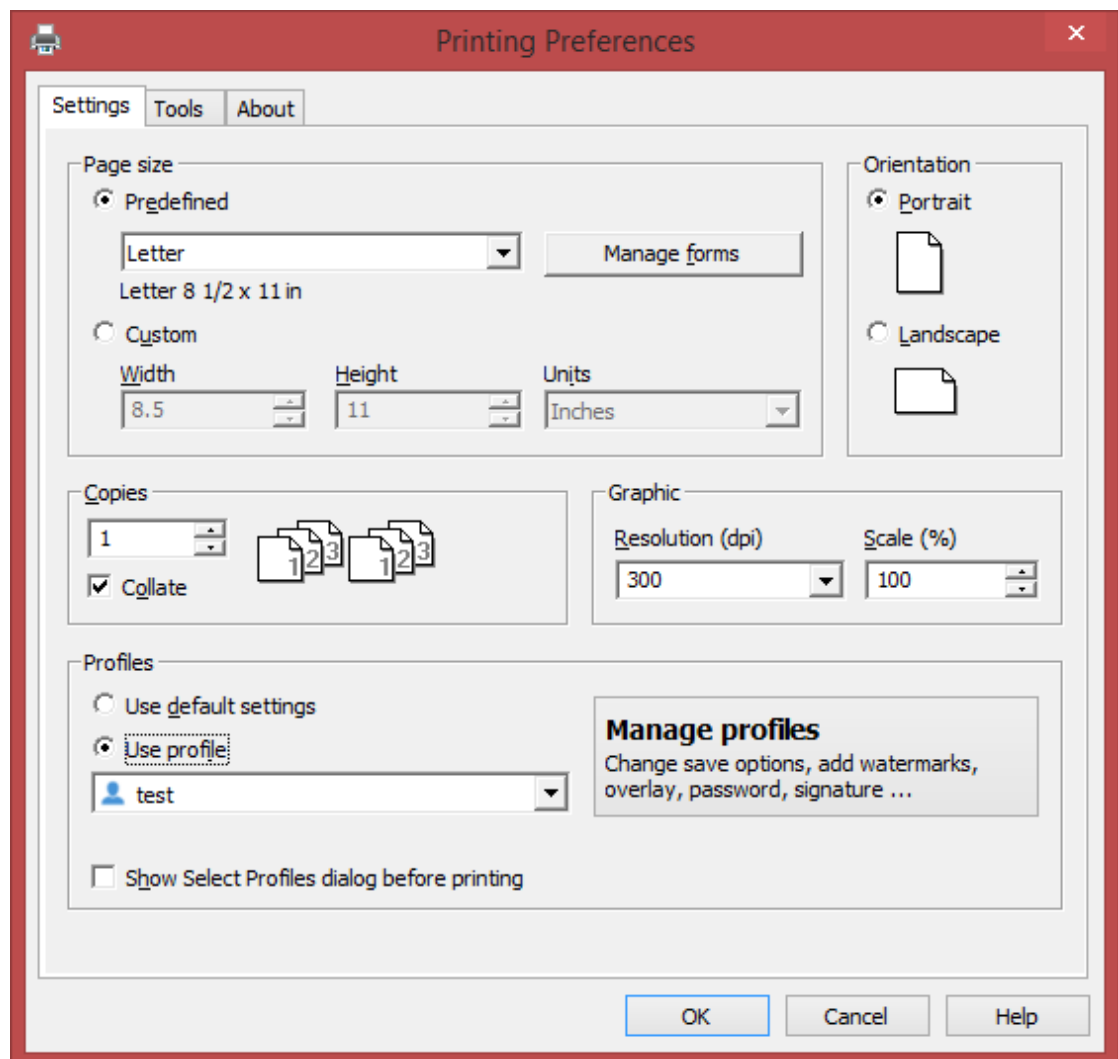 Printing Preferences
Settings Tools About
Page size
Predefined
Letter
Manage forms
Letter 8 1/2 x 11 in
Custom
Width Height Units
8.5 11 Inches
Orientation
Portrait
Landscape
Copies
1
Collate
1 2 3 1 2 3
Graphic
Resolution (dpi) Scale (%)
300 100
Profiles
Use default settings
Use profile
test
Manage profiles
Change save options, add watermarks,
overlay, password, signature ...
Show Select Profiles dialog before printing
OK Cancel Help